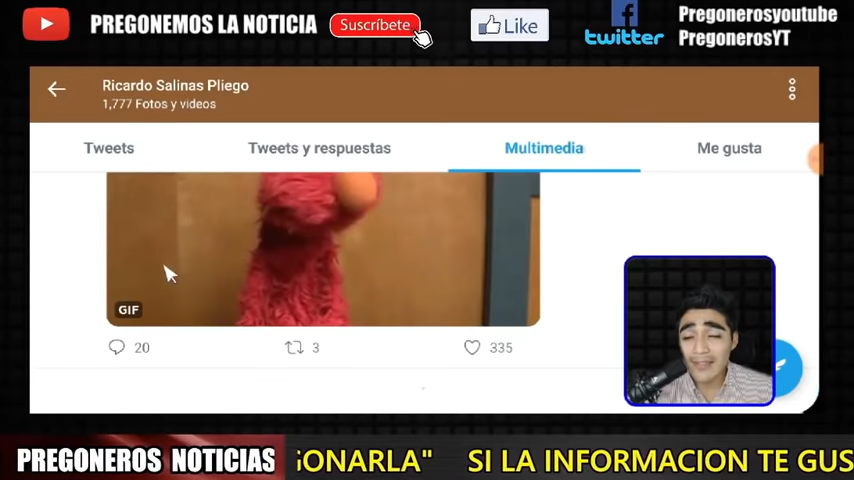 PREGONEMOS LA NOTICIA
Suscríbete
Like
twitter
Pregonerosyoutube
PregonerosYT
Ricardo Salinas Pliego
1,777 Fotos y videos
Tweets
Tweets y respuestas
Multimedia
Me gusta
GIF
20
3
335
PREGONEROS NOTICIAS
GONARLA" SI LA INFORMACION TE GUS